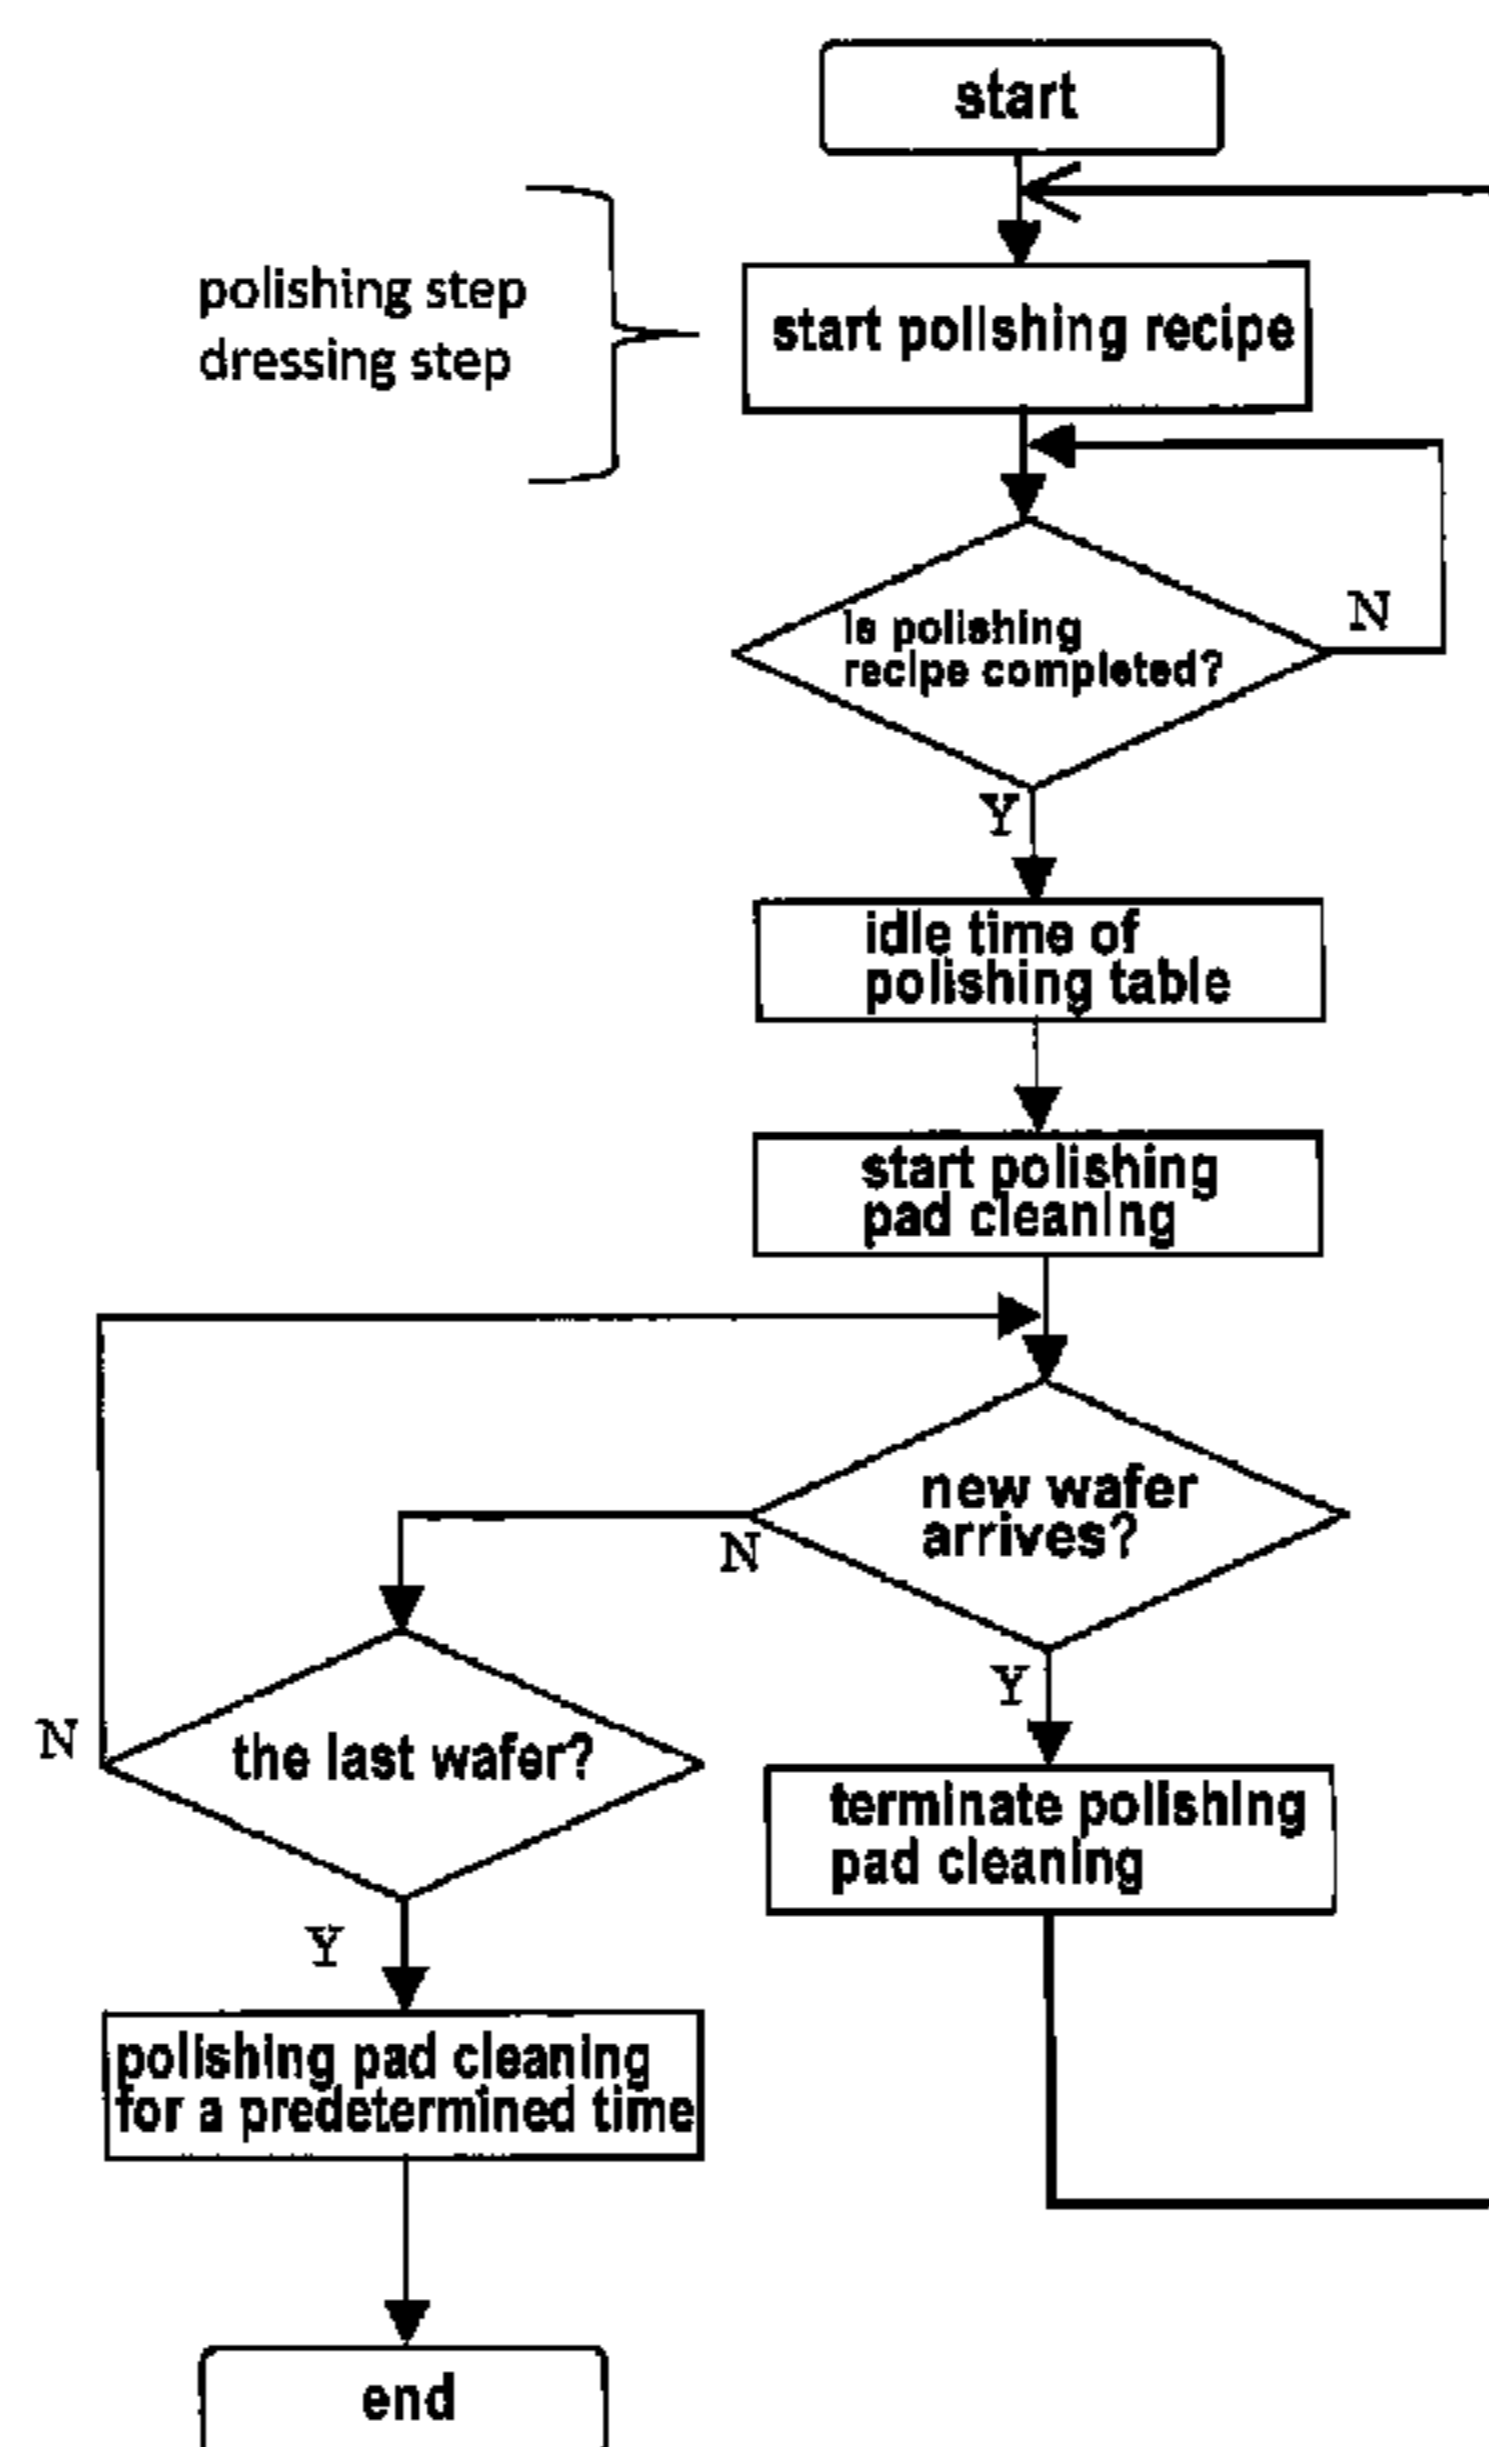 start
polishing step
dressing step
start polishing recipe
Is polishing
recipe completed?
N
Y
idle time of
polishing table
start polishing
pad cleaning
new wafer
arrives?
N
Y
the last wafer?
N
terminate polishing
pad cleaning
Y
polishing pad cleaning
for a predetermined time
end